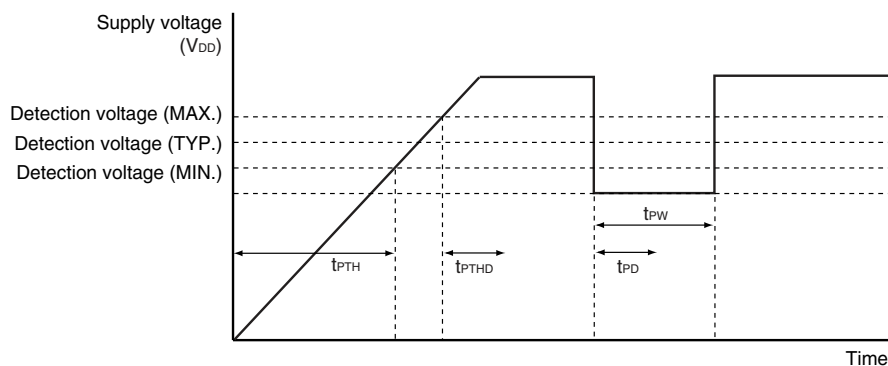 Supply voltage
(VDD)
Detection voltage (MAX.)
Detection voltage (TYP.)
Detection voltage (MIN.)
tPW
tPTH
tPTHD
tPD
Time